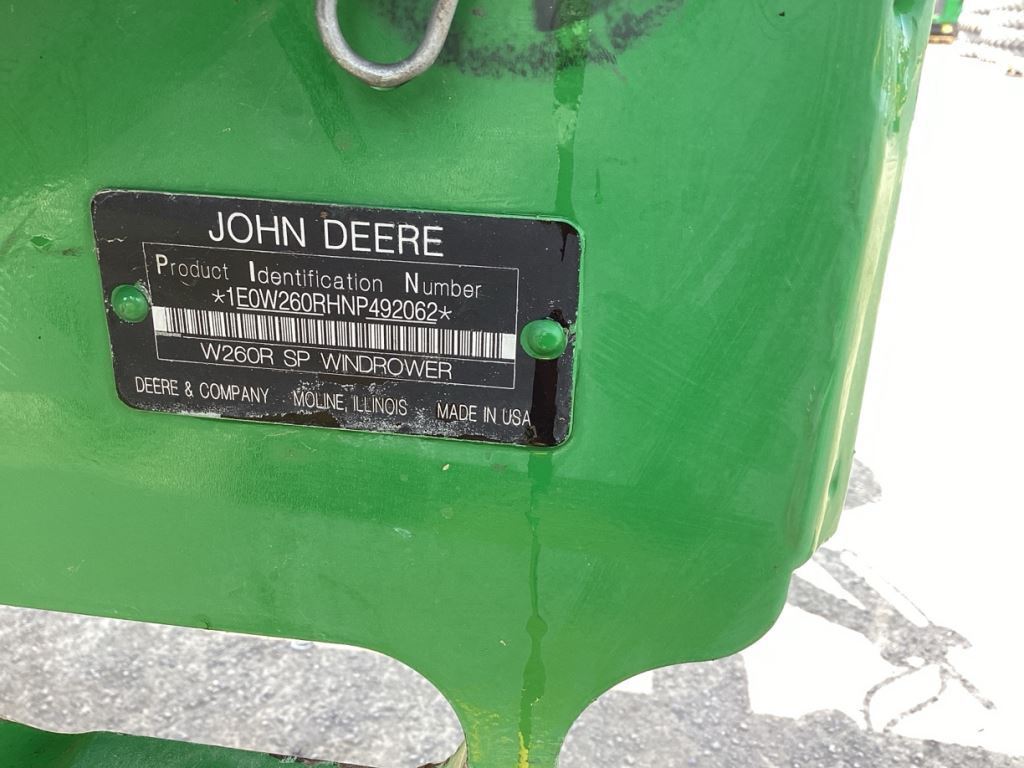 JOHN DEERE
Product Identification Number
*1E0W260RHNP492062*
W260R SP WINDROWER
DEERE & COMPANY MOLINE, ILLINOIS MADE IN USA